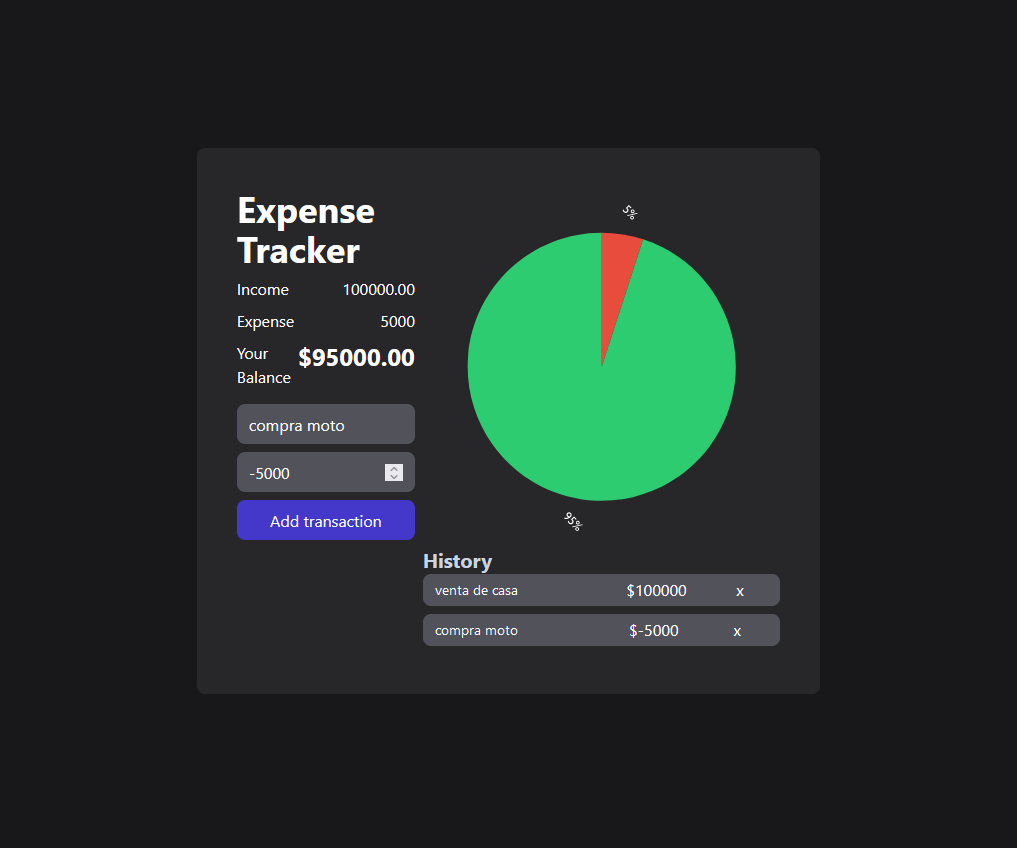 Expense
Tracker
Income 100000.00
Expense 5000
Your
Balance
$95000.00
compra moto
-5000
Add transaction
5%
95%
History
venta de casa $100000 x
compra moto $-5000 x